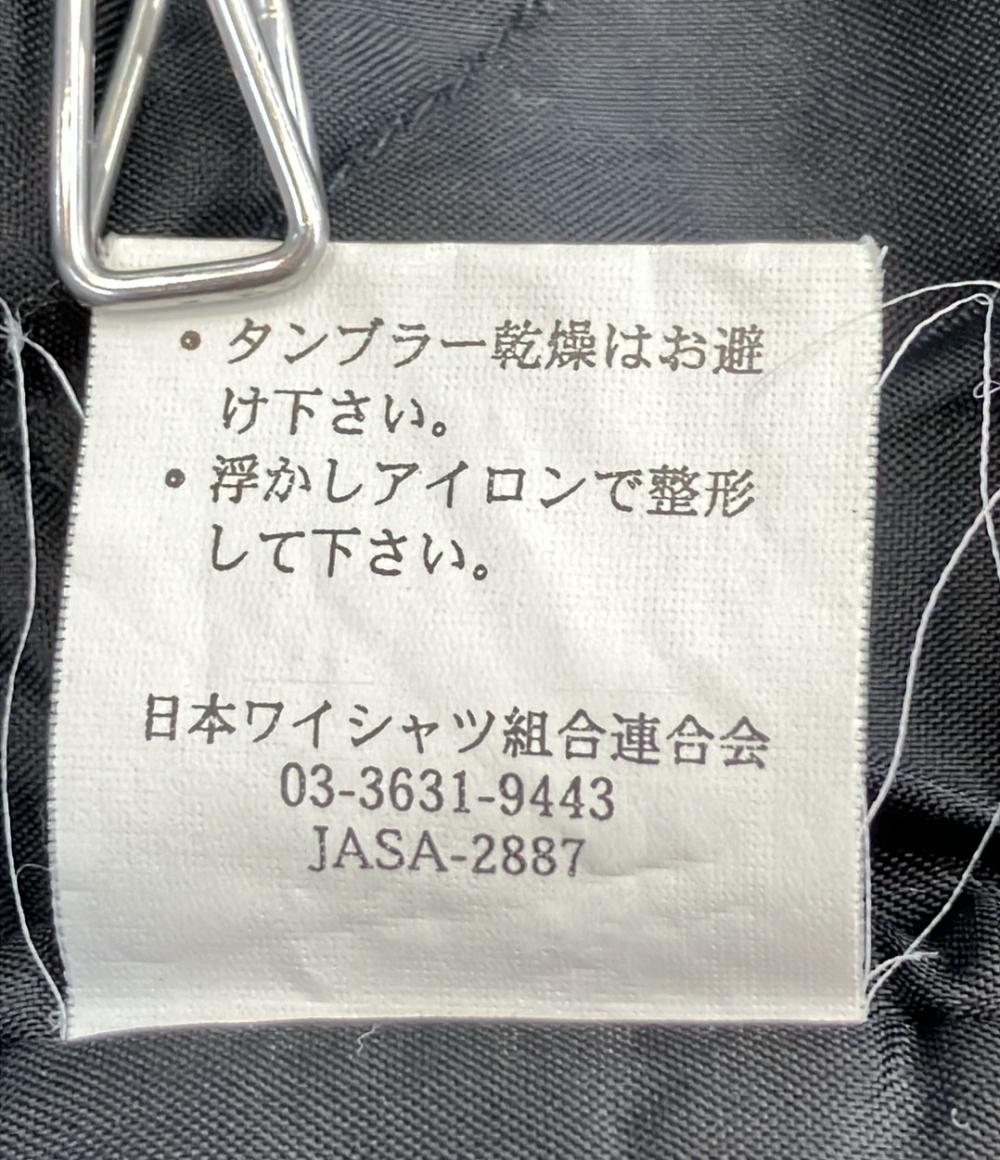 • タンブラー乾燥はお避
け下さい。
• 浮かしアイロンで整形
して下さい。
日本ワイシャツ組合連合会
03-3631-9443
JASA-2887